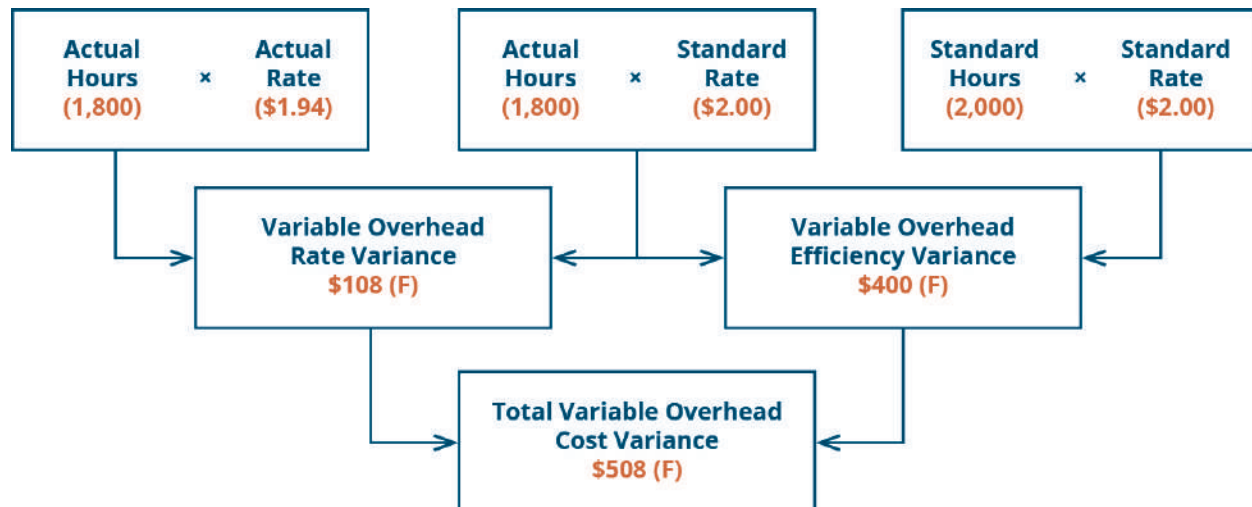 Actual Actual
Hours × Rate
(1,800) ($1.94)
Actual Standard
Hours × Rate
(1,800) ($2.00)
Standard Standard
Hours × Rate
(2,000) ($2.00)
Variable Overhead
Rate Variance
$108 (F)
Variable Overhead
Efficiency Variance
$400 (F)
Total Variable Overhead
Cost Variance
$508 (F)